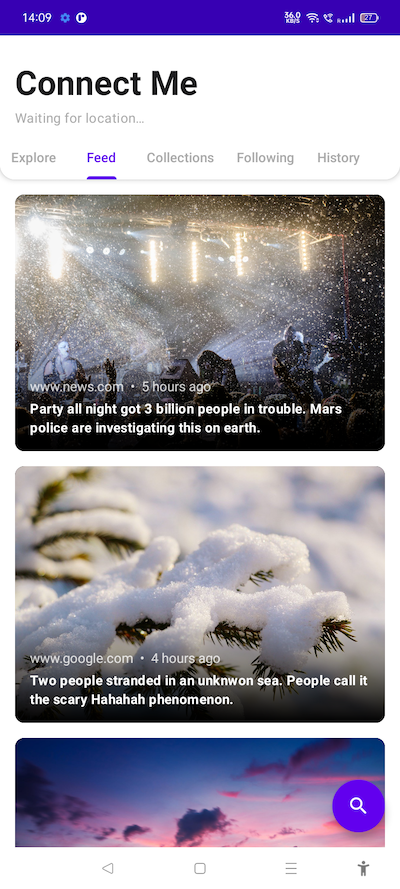 14:09
36.0
KB/S
27
Connect Me
Waiting for location...
Explore Feed Collections Following History
www.news.com • 5 hours ago
Party all night got 3 billion people in trouble. Mars
police are investigating this on earth.
www.google.com • 4 hours ago
Two people stranded in an unknwon sea. People call it
the scary Hahahah phenomenon.